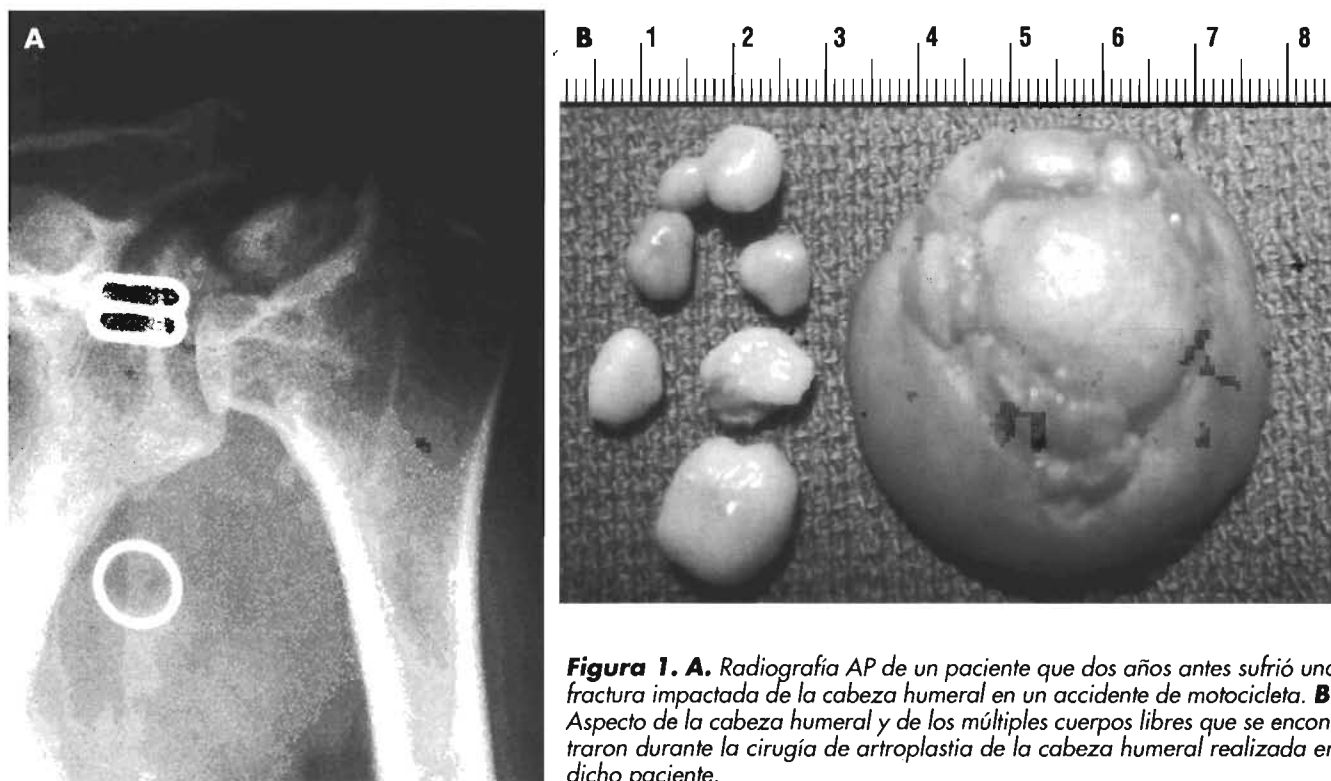 A
B 1 2 3 4 5 6 7 8
Figura 1. A. Radiografía AP de un paciente que dos años antes sufrió una
fractura impactada de la cabeza humeral en un accidente de motocicleta. B.
Aspecto de la cabeza humeral y de los múltiples cuerpos libres que se encon-
traron durante la cirugía de artroplastia de la cabeza humeral realizada en
dicho paciente.